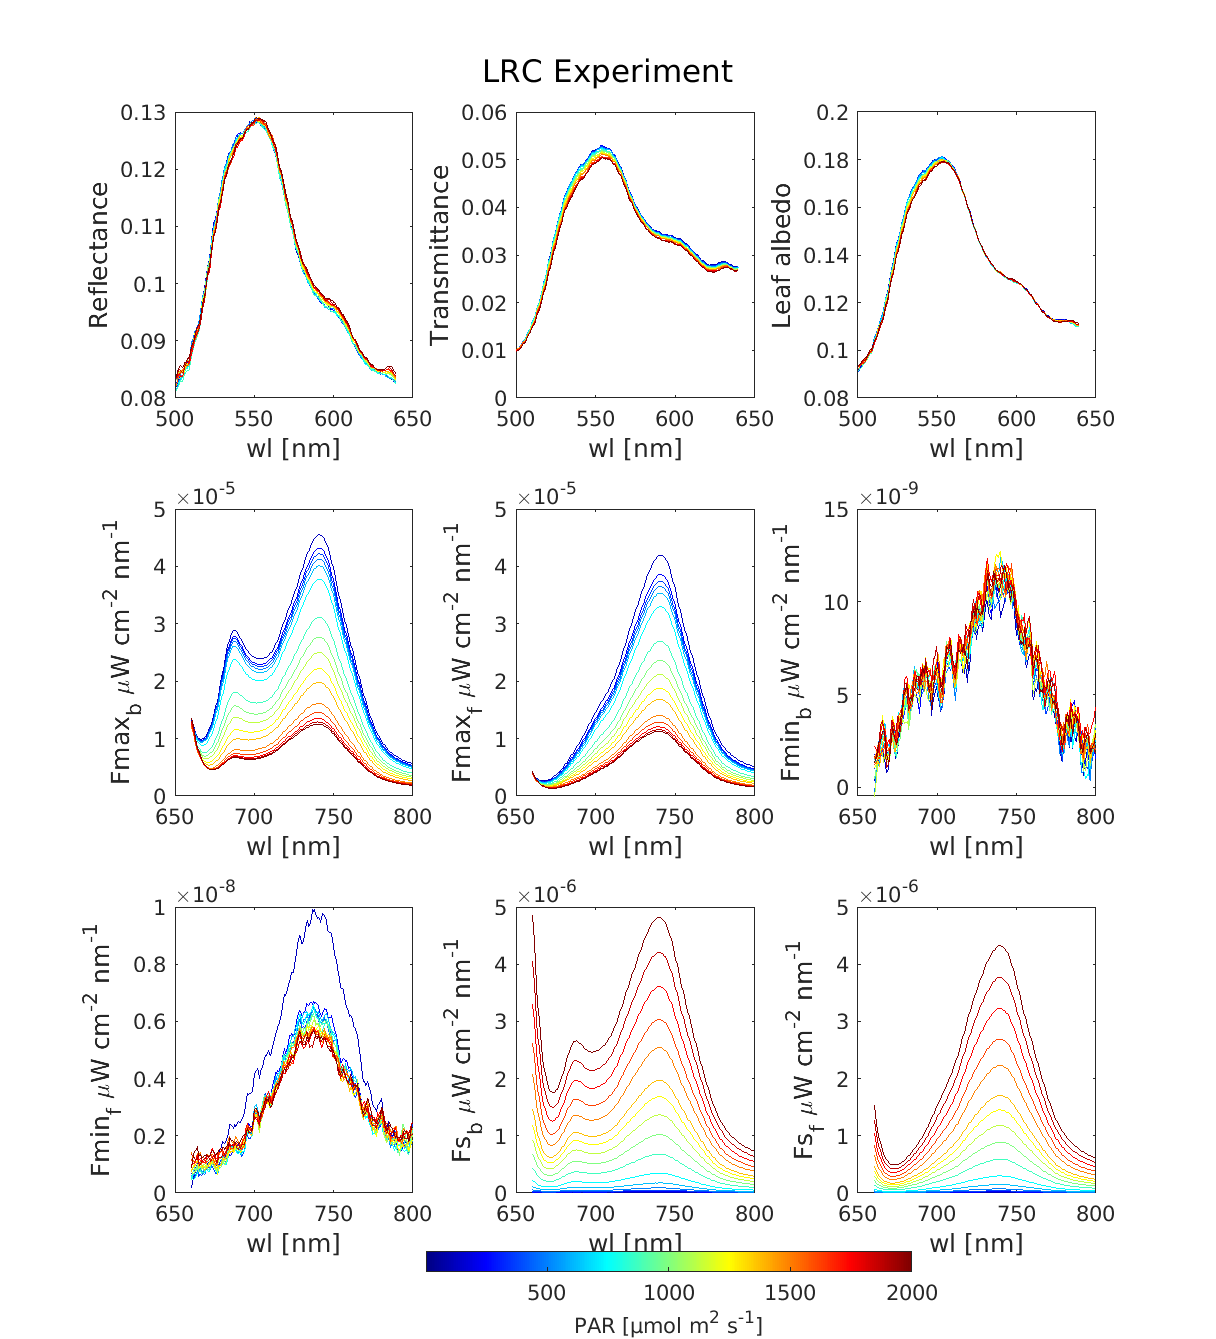 LRC Experiment
0.13
0.12
0.11
0.1
0.09
0.08
500 550 600 650
wl [nm]
Reflectance
0.06
0.05
0.04
0.03
0.02
0.01
0
500 550 600 650
wl [nm]
Transmittance
0.2
0.18
0.16
0.14
0.12
0.1
0.08
500 550 600 650
wl [nm]
Leaf albedo
×10-5
5
4
3
2
1
0
650 700 750 800
wl [nm]
Fmaxb μW cm-2 nm-1
×10-5
5
4
3
2
1
0
650 700 750 800
wl [nm]
Fmaxf μW cm-2 nm-1
×10-9
15
10
5
0
650 700 750 800
wl [nm]
Fminb μW cm-2 nm-1
×10-8
1
0.8
0.6
0.4
0.2
0
650 700 750 800
wl [nm]
Fminf μW cm-2 nm-1
×10-6
5
4
3
2
1
0
650 700 750 800
wl [nm]
Fsb μW cm-2 nm-1
×10-6
5
4
3
2
1
0
650 700 750 800
wl [nm]
Fsf μW cm-2 nm-1
500 1000 1500 2000
PAR [µmol m2 s-1]